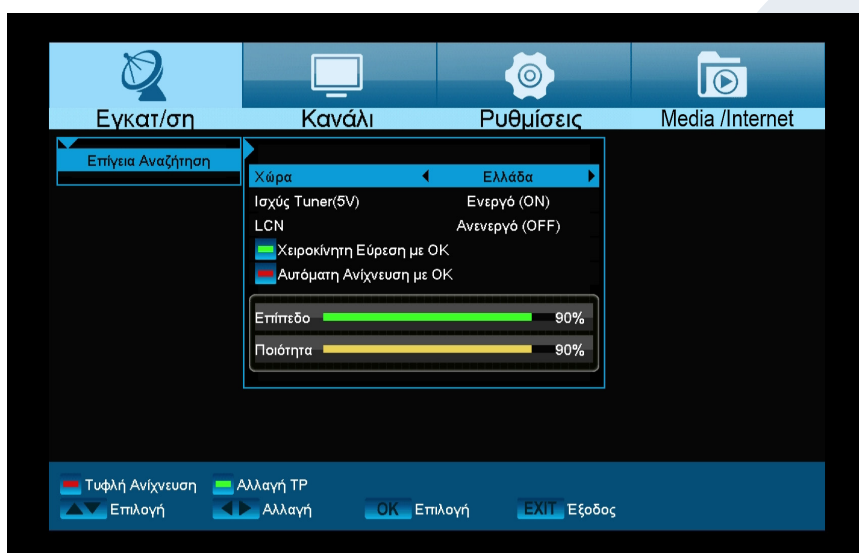 Εγκατ/ση Κανάλι Ρυθμίσεις Media /Internet
Επίγεια Αναζήτηση
Χώρα Ελλάδα
Ισχύς Tuner(5V) Ενεργό (ON)
LCN Ανενεργό (OFF)
Χειροκίνητη Εύρεση με OK
Αυτόματη Ανίχνευση με OK
Επίπεδο 90%
Ποιότητα 90%
Τυφλή Ανίχνευση Αλλαγή TP
Επιλογή Αλλαγή OK Επιλογή EXIT Έξοδος